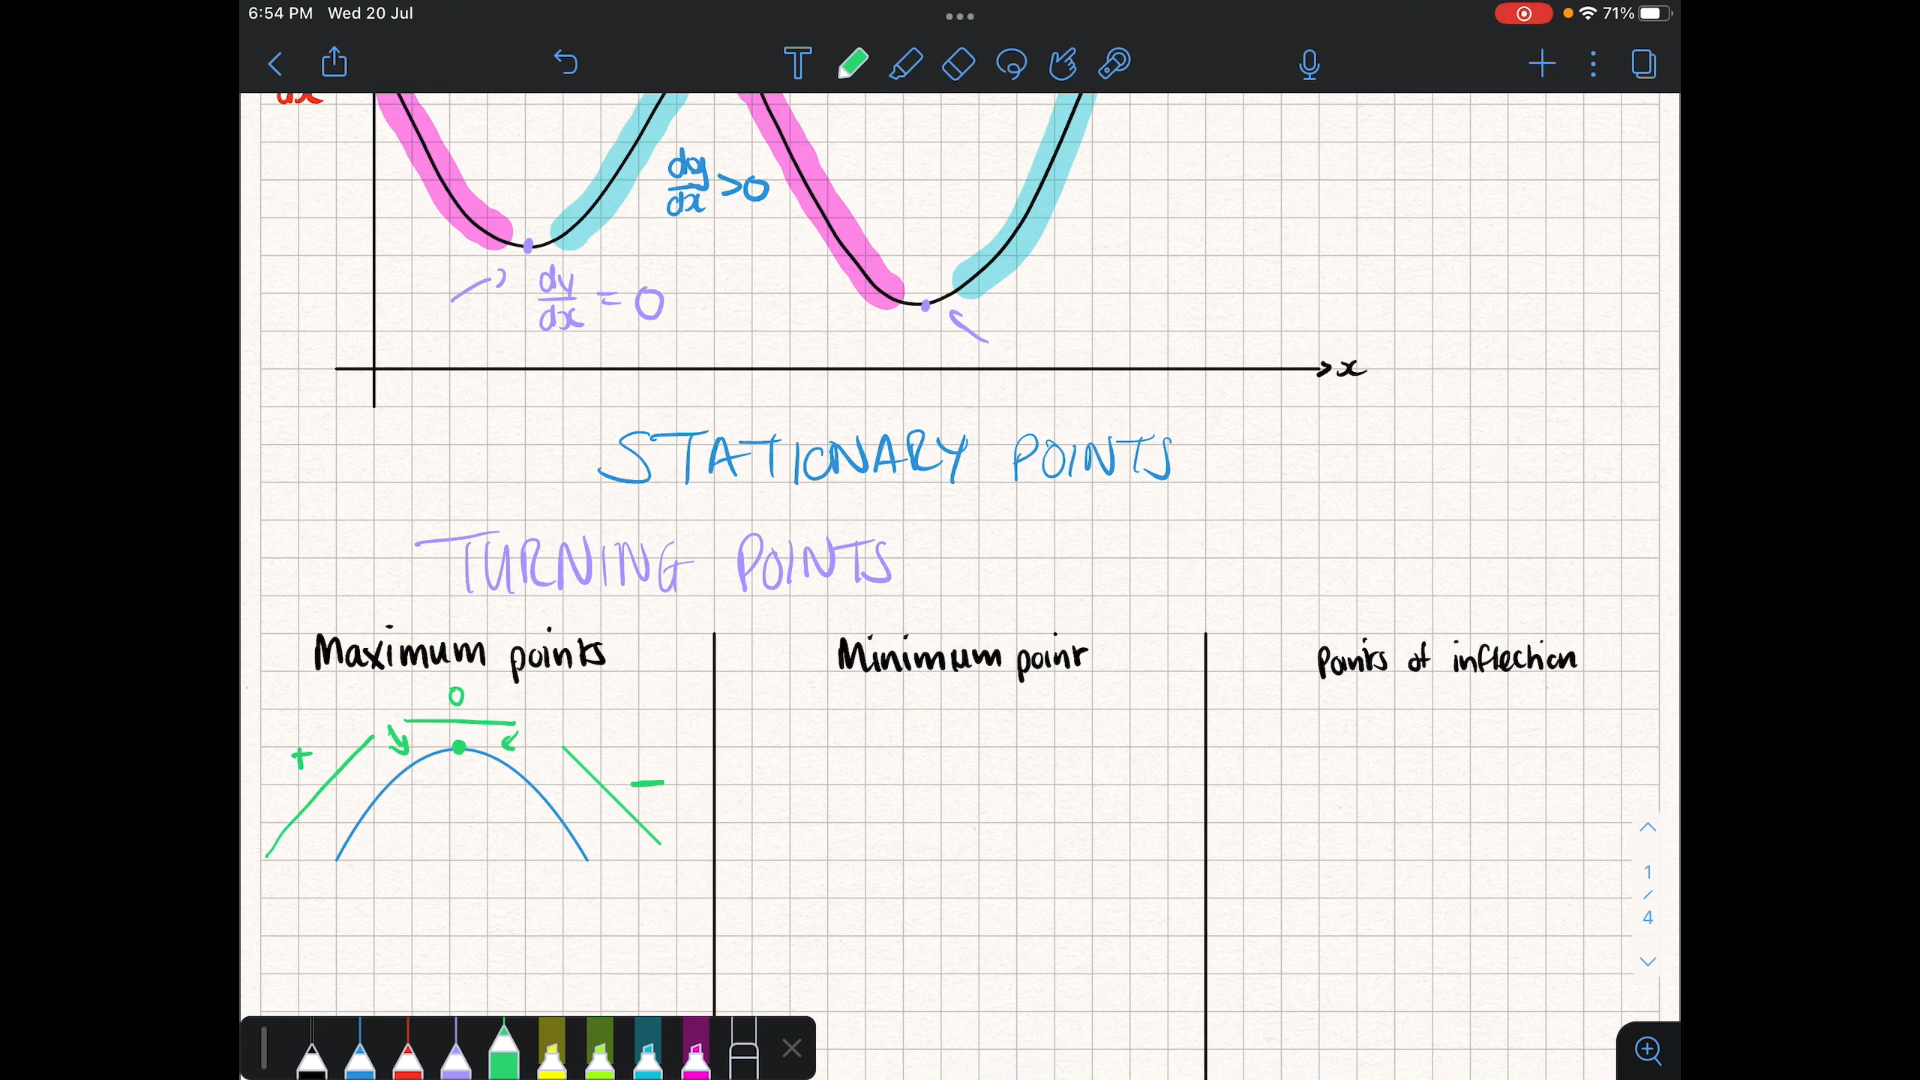 6:54 PM Wed 20 Jul
71%
T
dx
dy/dx >0
dy/dx = 0
x
STATIONARY POINTS
TURNING POINTS
Maximum points
Minimum point
Points of inflection
0
+
−
1
/
4